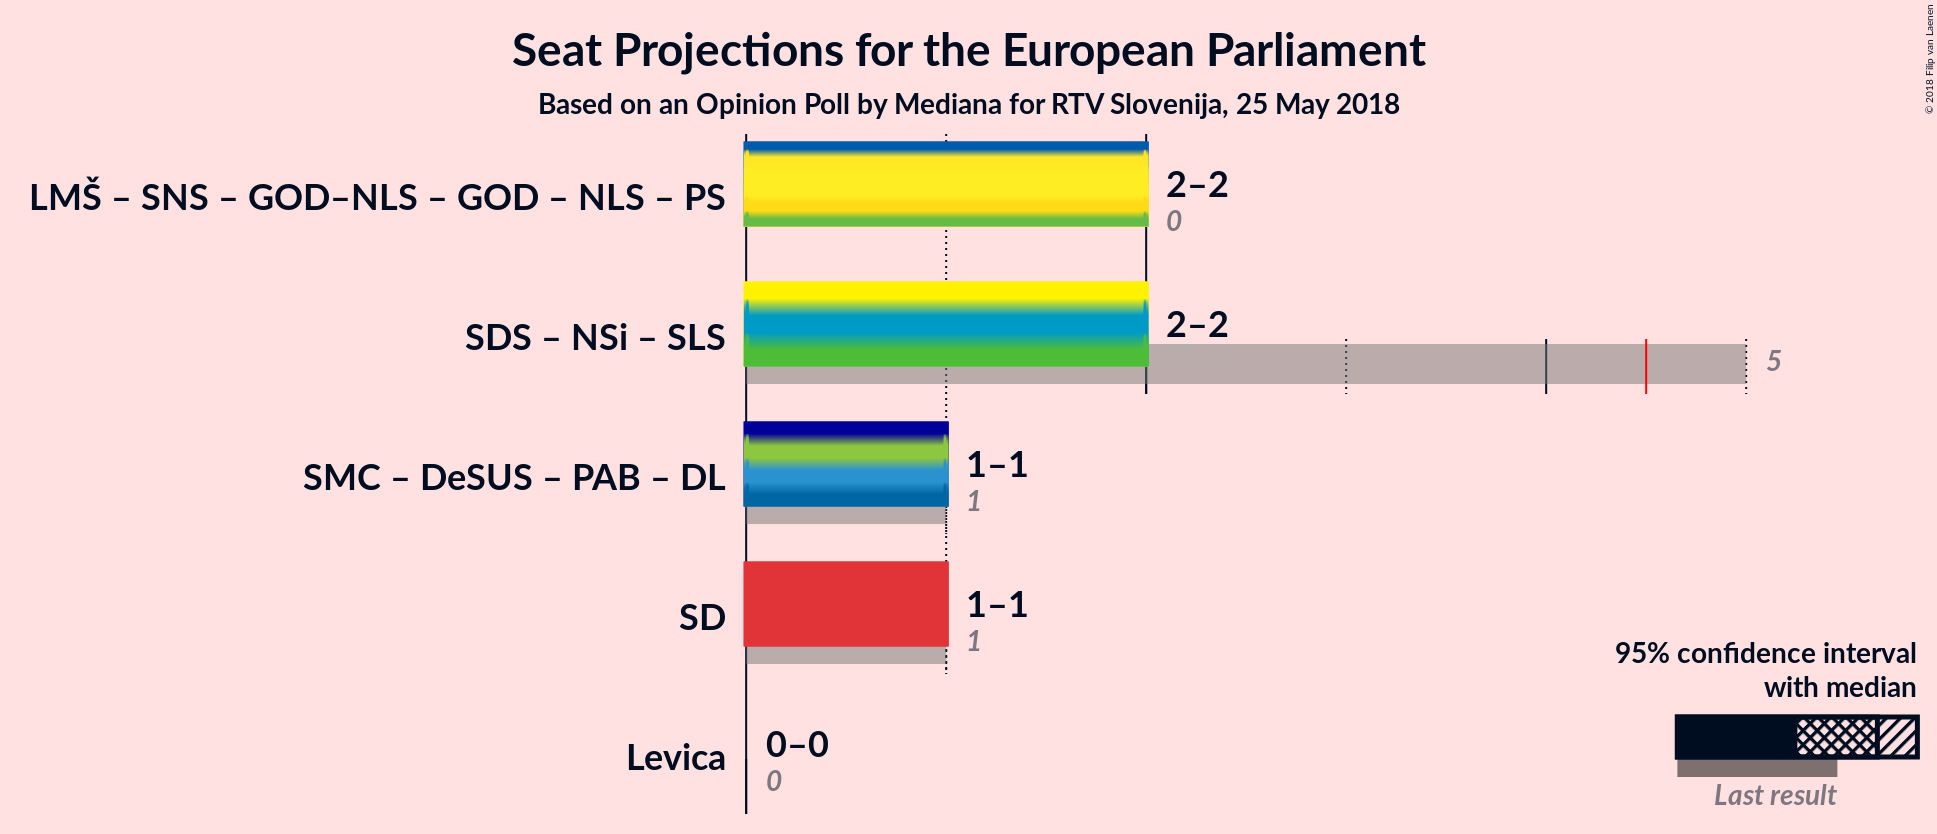 Seat Projections for the European Parliament
Based on an Opinion Poll by Mediana for RTV Slovenija, 25 May 2018
© 2018 Filip van Laenen
LMŠ – SNS – GOD–NLS – GOD – NLS – PS
2–2
0
SDS – NSi – SLS
2–2
5
SMC – DeSUS – PAB – DL
1–1
1
SD
1–1
1
Levica
0–0
0
95% confidence interval
with median
Last result